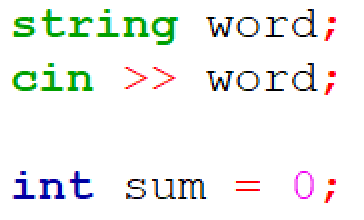 string word;
cin >> word;
int sum = 0;